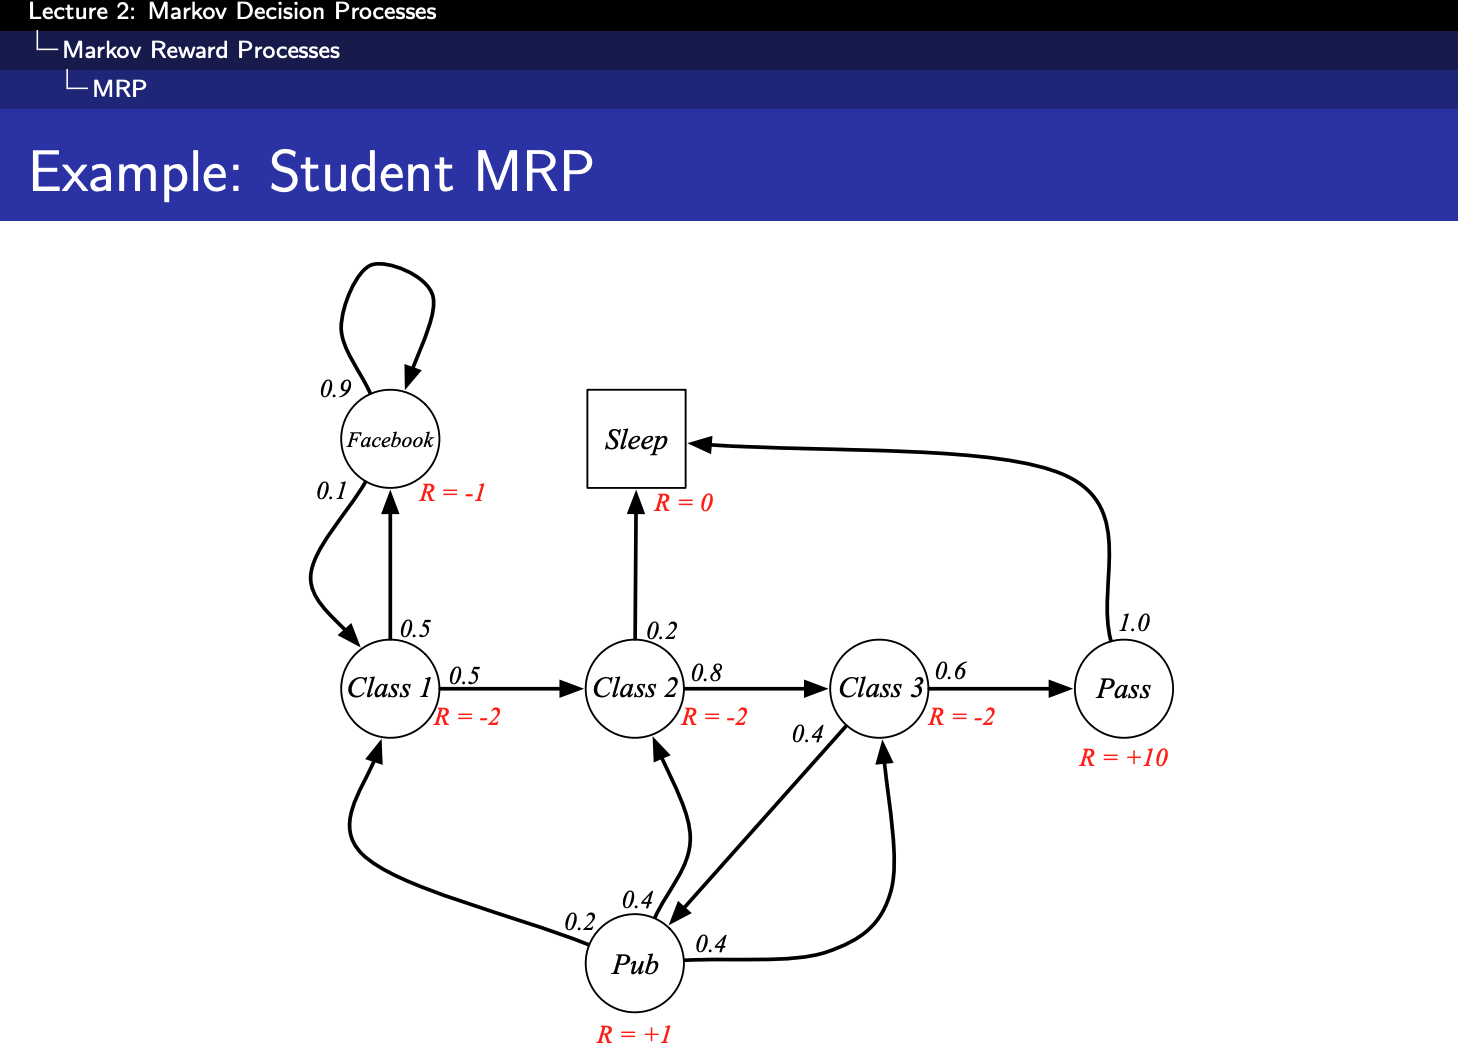 Lecture 2: Markov Decision Processes
Markov Reward Processes
MRP
Example: Student MRP
0.9
Facebook
Sleep
0.1
R = -1
R = 0
0.5
0.2
1.0
Class 1
0.5
Class 2
0.8
Class 3
0.6
Pass
R = -2
R = -2
R = -2
0.4
R = +10
0.4
0.2
0.4
Pub
R = +1